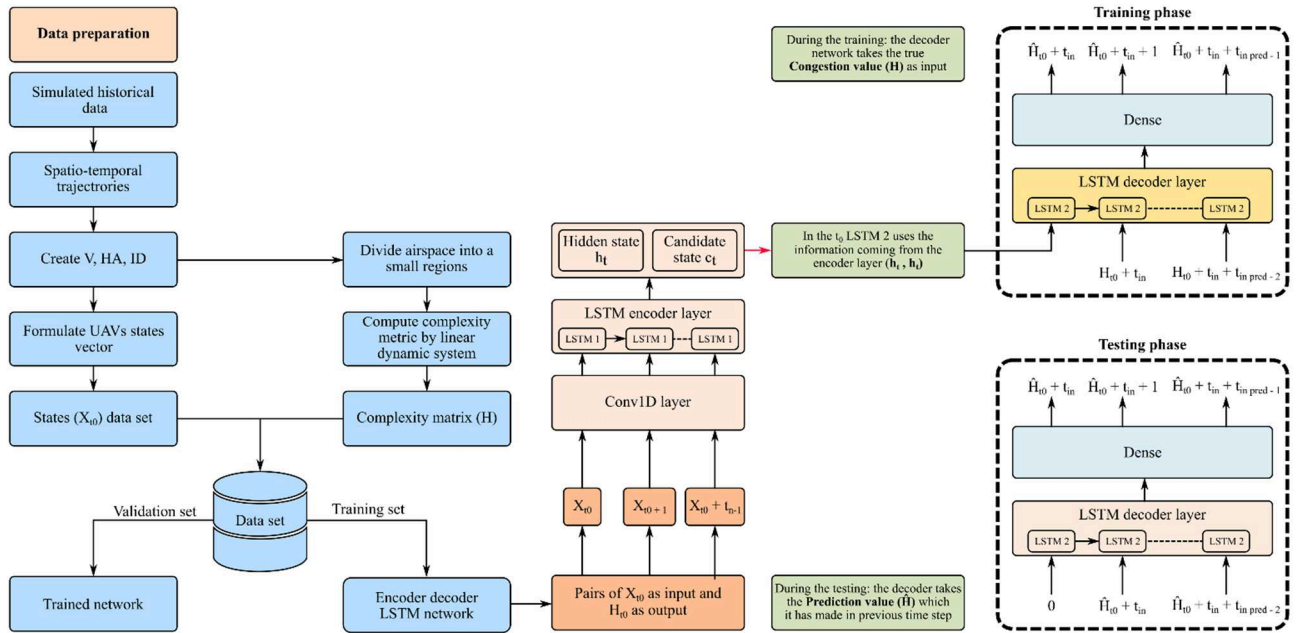 Data preparation
Simulated historical
data
Spatio-temporal
trajectrories
Create V, HA, ID
Divide airspace into a
small regions
Formulate UAVs states
vector
Compute complexity
metric by linear
dynamic system
States (Xt0) data set
Complexity matrix (H)
Validation set
Data set
Training set
Trained network
Encoder decoder
LSTM network
Hidden state
ht
Candidate
state ct
LSTM encoder layer
LSTM 1
LSTM 1
LSTM 1
Conv1D layer
Xt0
Xt0 + 1
Xt0 + tn-1
Pairs of Xt0 as input and
Ht0 as output
During the training: the decoder
network takes the true
Congestion value (H) as input
In the t0 LSTM 2 uses the
information coming from the
encoder layer (ht , ht)
During the testing: the decoder takes
the Prediction value (Ĥ) which
it has made in previous time step
Training phase
Ĥt0 + tin
Ĥt0 + tin + 1
Ĥt0 + tin + tin pred - 1
Dense
LSTM decoder layer
LSTM 2
LSTM 2
LSTM 2
Ht0 + tin
Ht0 + tin + tin pred - 2
Testing phase
Ĥt0 + tin
Ĥt0 + tin + 1
Ĥt0 + tin + tin pred - 1
Dense
LSTM decoder layer
LSTM 2
LSTM 2
LSTM 2
0
Ĥt0 + tin
Ĥt0 + tin + tin pred - 2